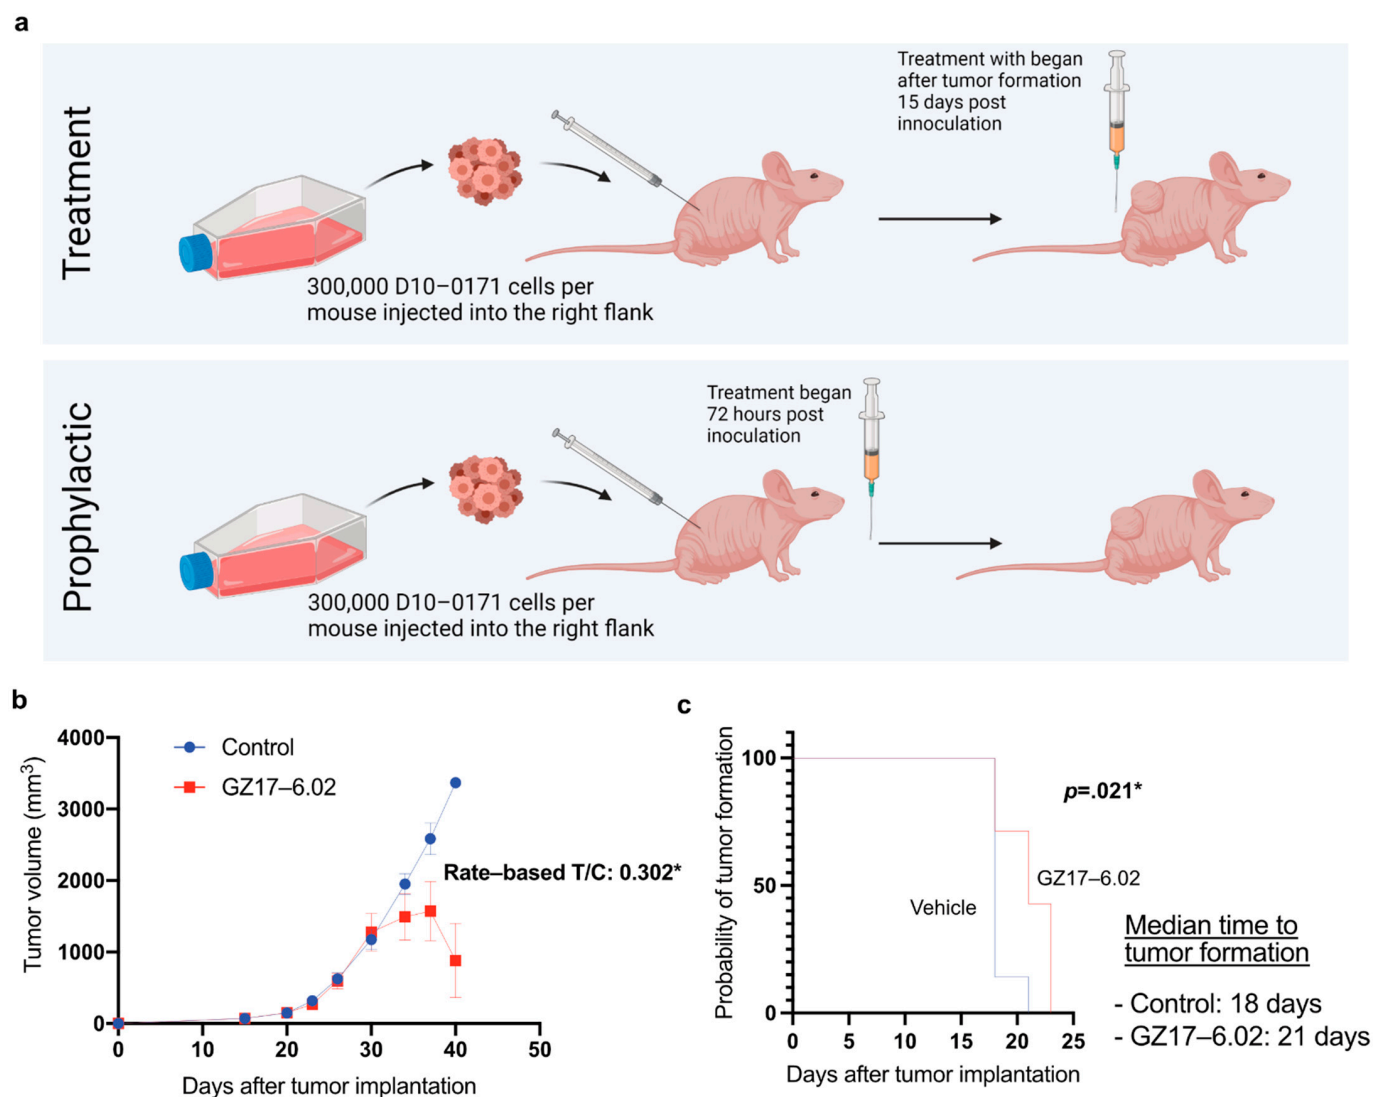 a
Treatment
Treatment with began
after tumor formation
15 days post
innoculation
300,000 D10–0171 cells per
mouse injected into the right flank
Prophylactic
Treatment began
72 hours post
inoculation
300,000 D10–0171 cells per
mouse injected into the right flank
b
Tumor volume (mm3)
4000
3000
2000
1000
0
Control
GZ17–6.02
Rate–based T/C: 0.302*
0 10 20 30 40 50
Days after tumor implantation
c
Probability of tumor formation
100
50
0
p=.021*
GZ17–6.02
Vehicle
0 5 10 15 20 25
Days after tumor implantation
Median time to
tumor formation
- Control: 18 days
- GZ17–6.02: 21 days